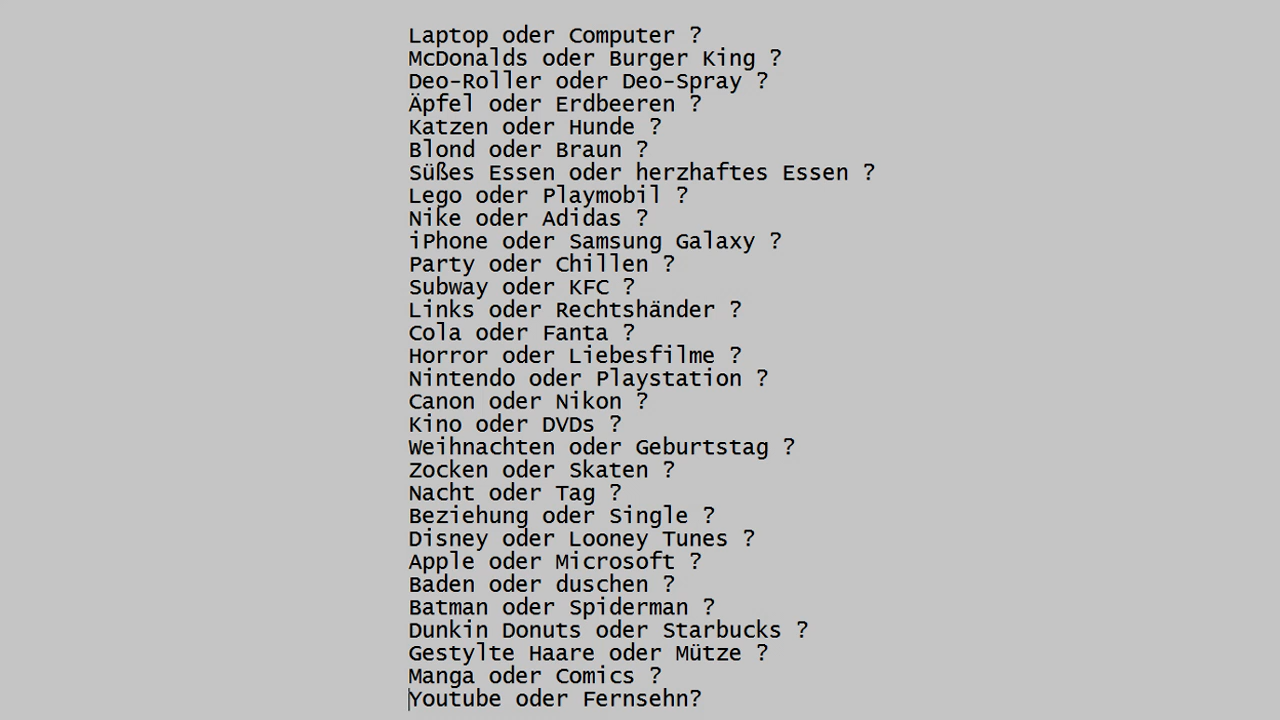 Laptop oder Computer ?
McDonalds oder Burger King ?
Deo-Roller oder Deo-Spray ?
Äpfel oder Erdbeeren ?
Katzen oder Hunde ?
Blond oder Braun ?
Süßes Essen oder herzhaftes Essen ?
Lego oder Playmobil ?
Nike oder Adidas ?
iPhone oder Samsung Galaxy ?
Party oder Chillen ?
Subway oder KFC ?
Links oder Rechtshänder ?
Cola oder Fanta ?
Horror oder Liebesfilme ?
Nintendo oder Playstation ?
Canon oder Nikon ?
Kino oder DVDs ?
Weihnachten oder Geburtstag ?
Zocken oder Skaten ?
Nacht oder Tag ?
Beziehung oder Single ?
Disney oder Looney Tunes ?
Apple oder Microsoft ?
Baden oder duschen ?
Batman oder Spiderman ?
Dunkin Donuts oder Starbucks ?
Gestylte Haare oder Mütze ?
Manga oder Comics ?
Youtube oder Fernsehn?